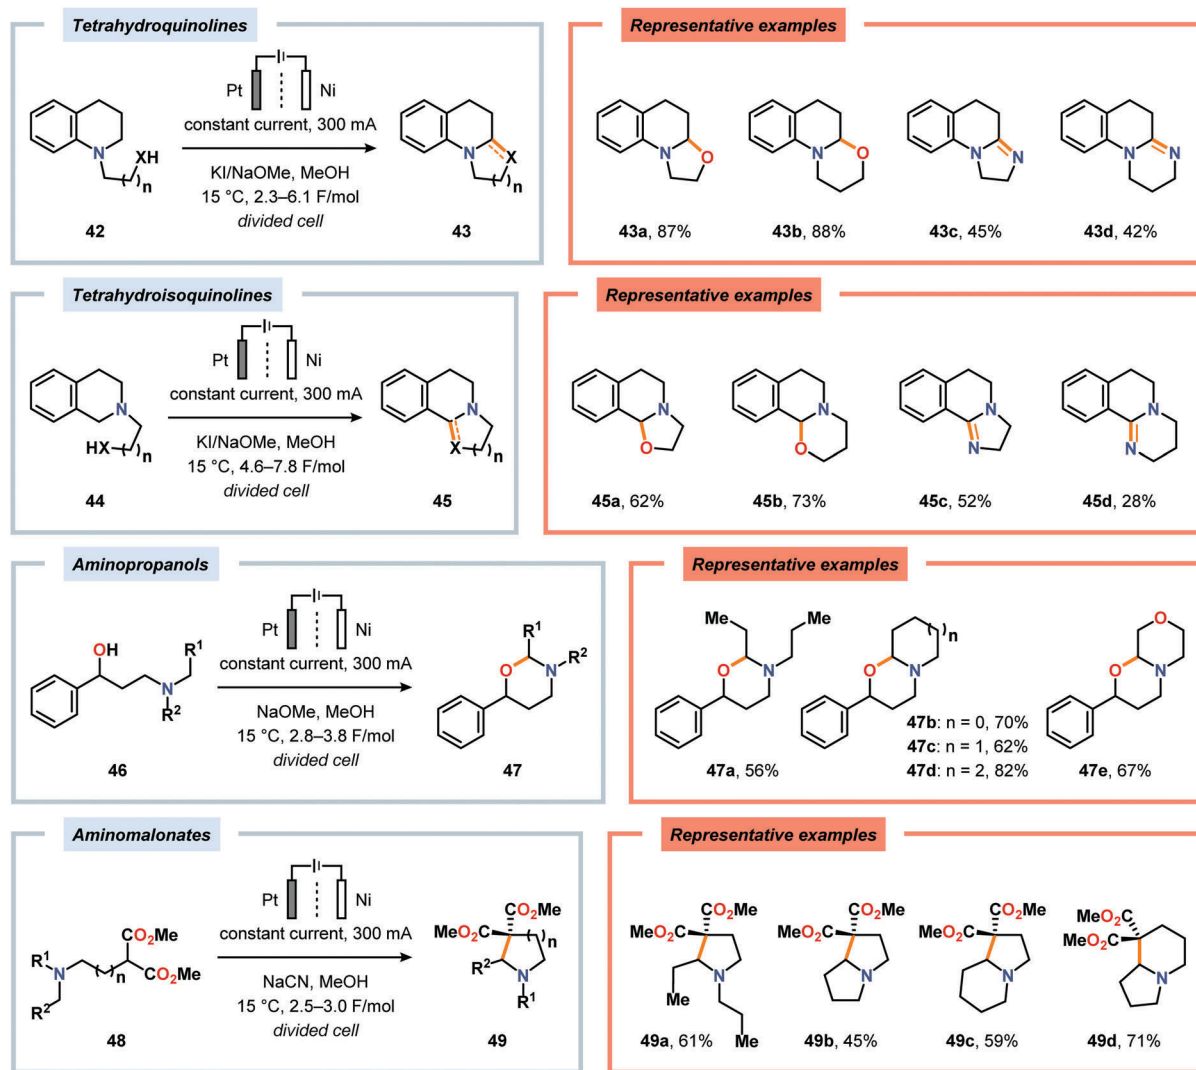 Tetrahydroquinolines
Pt
Ni
constant current, 300 mA
N
XH
n
KI/NaOMe, MeOH
15 °C, 2.3–6.1 F/mol
divided cell
42
N
X
n
43
Representative examples
N
O
43a, 87%
N
O
43b, 88%
N
N
43c, 45%
N
N
43d, 42%
Tetrahydroisoquinolines
Pt
Ni
constant current, 300 mA
N
HX
n
KI/NaOMe, MeOH
15 °C, 4.6–7.8 F/mol
divided cell
44
N
X
n
45
Representative examples
N
O
45a, 62%
N
O
45b, 73%
N
N
45c, 52%
N
N
45d, 28%
Aminopropanols
Pt
Ni
constant current, 300 mA
OH
R1
N
R2
NaOMe, MeOH
15 °C, 2.8–3.8 F/mol
divided cell
46
R1
O
N
R2
47
Representative examples
Me
Me
O
N
47a, 56%
n
O
N
47b: n = 0, 70%
47c: n = 1, 62%
47d: n = 2, 82%
O
O
N
47e, 67%
Aminomalonates
Pt
Ni
constant current, 300 mA
CO2Me
R1
N
n
CO2Me
R2
NaCN, MeOH
15 °C, 2.5–3.0 F/mol
divided cell
48
CO2Me
MeO2C
n
R2
N
R1
49
Representative examples
CO2Me
MeO2C
N
Me
Me
49a, 61%
CO2Me
MeO2C
N
49b, 45%
CO2Me
MeO2C
N
49c, 59%
MeO2C
MeO2C
N
49d, 71%